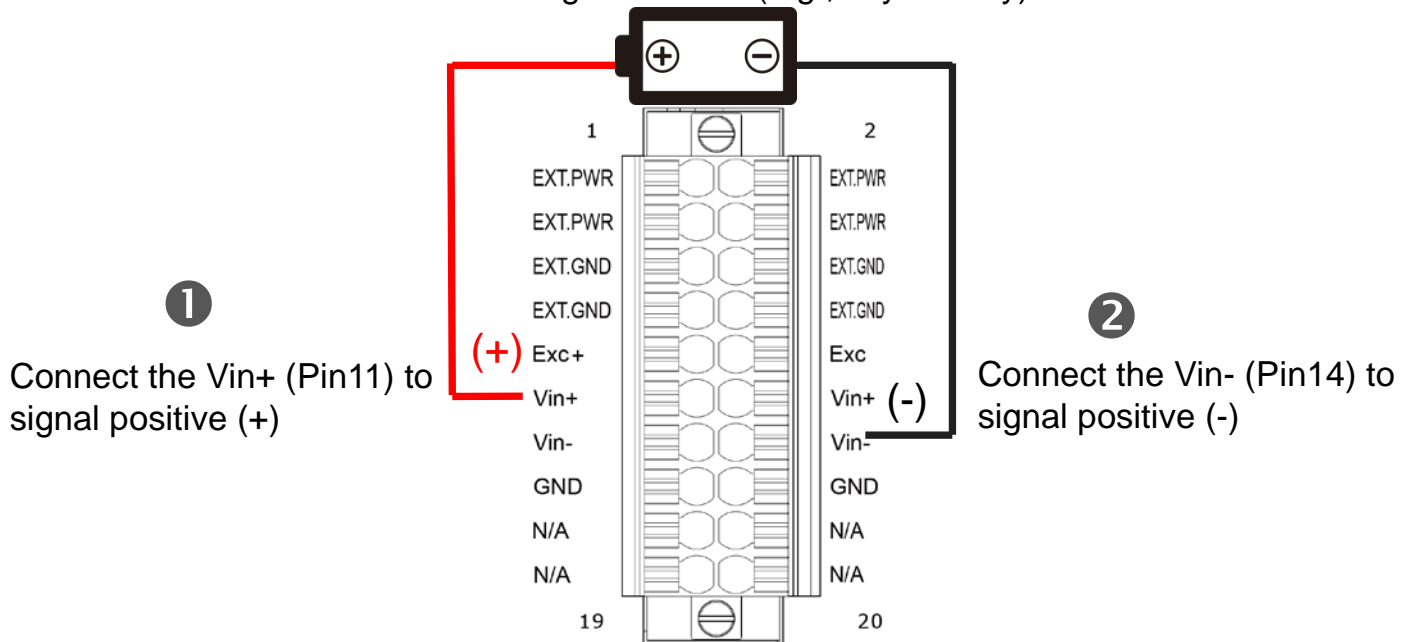 + −
1 2
EXT.PWR EXT.PWR
EXT.PWR EXT.PWR
EXT.GND EXT.GND
EXT.GND EXT.GND
(+) Exc+ Exc
Vin+ Vin+ (-)
Vin- Vin-
GND GND
N/A N/A
N/A N/A
19 20
❶
Connect the Vin+ (Pin11) to
signal positive (+)
❷
Connect the Vin- (Pin14) to
signal positive (-)